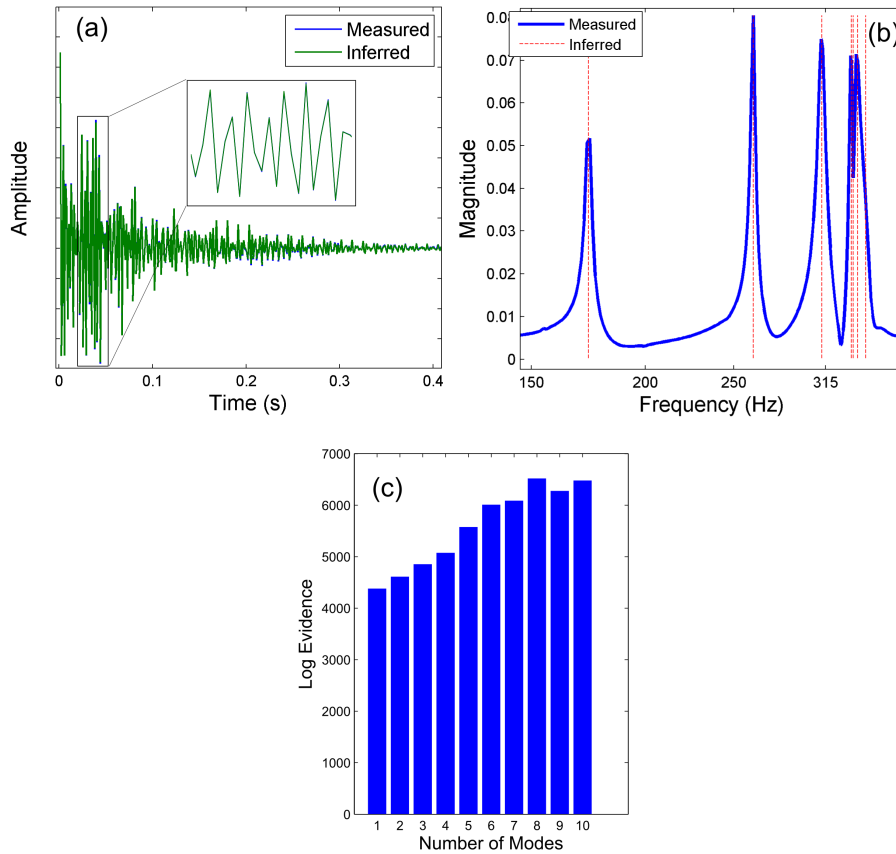 (a)
Measured
Inferred
Amplitude
0 0.1 0.2 0.3 0.4
Time (s)
(b)
Measured
Inferred
Magnitude
0.08
0.07
0.06
0.05
0.04
0.03
0.02
0.01
0
150 200 250 315
Frequency (Hz)
(c)
Log Evidence
7000
6000
5000
4000
3000
2000
1000
0
1 2 3 4 5 6 7 8 9 10
Number of Modes